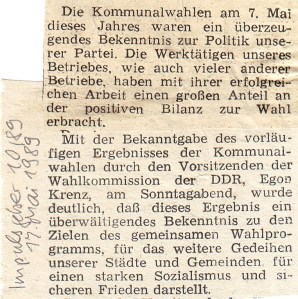 Die Kommunalwahlen am 7. Mai
dieses Jahres waren ein überzeu-
gendes Bekenntnis zur Politik unse-
rer Partei. Die Werktätigen unseres
Betriebes, wie auch vieler anderer
Betriebe, haben mit ihrer erfolgrei-
chen Arbeit einen großen Anteil an
der positiven Bilanz zur Wahl
erbracht.
Mit der Bekanntgabe des vorläu-
figen Ergebnisses der Kommunal-
wahlen durch den Vorsitzenden der
Wahlkommission der DDR, Egon
Krenz, am Sonntagabend, wurde
deutlich, daß dieses Ergebnis ein
überwältigendes Bekenntnis zu den
Zielen des gemeinsamen Wahlpro-
gramms, für das weitere Gedeihen
unserer Städte und Gemeinden für
einen starken Sozialismus und si-
cheren Frieden darstellt.
10/89
17. Mai 1989